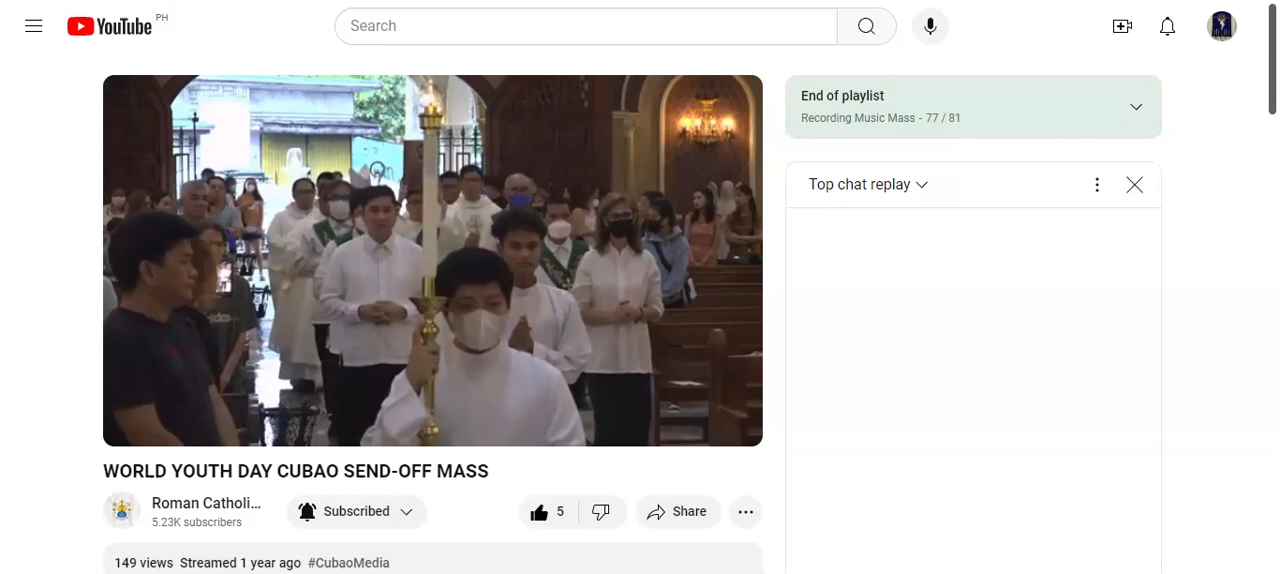 YouTube PH
Search
End of playlist
Recording Music Mass - 77 / 81
Top chat replay
WORLD YOUTH DAY CUBAO SEND-OFF MASS
Roman Catholi...
5.23K subscribers
Subscribed
5
Share
149 views Streamed 1 year ago #CubaoMedia